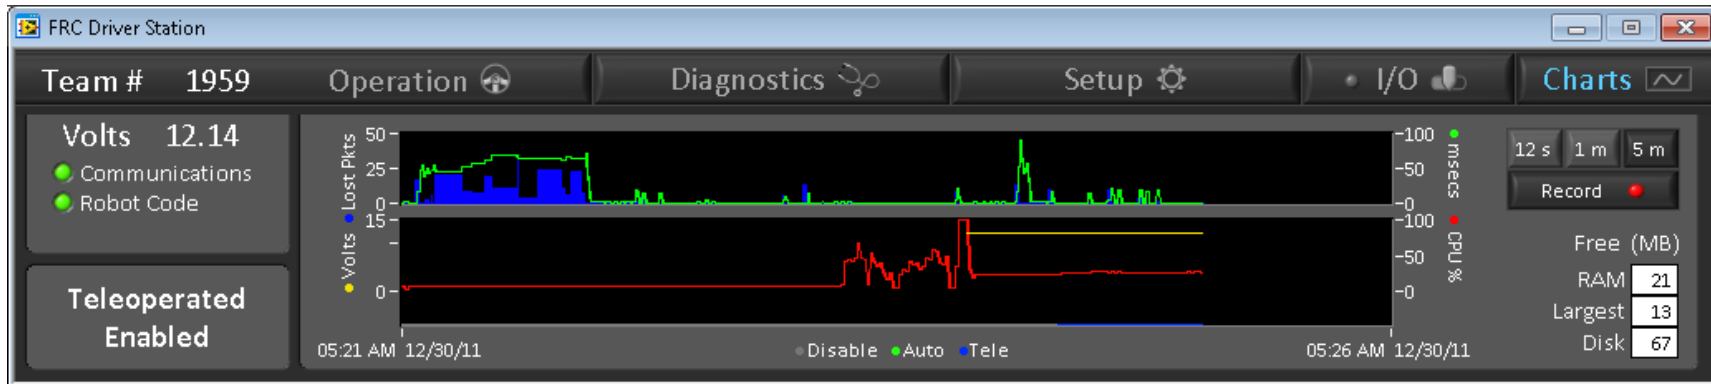 FRC Driver Station
Team # 1959 Operation Diagnostics Setup I/O Charts
Volts 12.14
Communications
Robot Code
Teleoperated
Enabled
Lost Pkts
50
25
0
100
50
0
msecs
Volts
15
0
100
50
0
CPU %
05:21 AM 12/30/11
Disable Auto Tele
05:26 AM 12/30/11
12 s 1 m 5 m
Record
Free (MB)
RAM 21
Largest 13
Disk 67